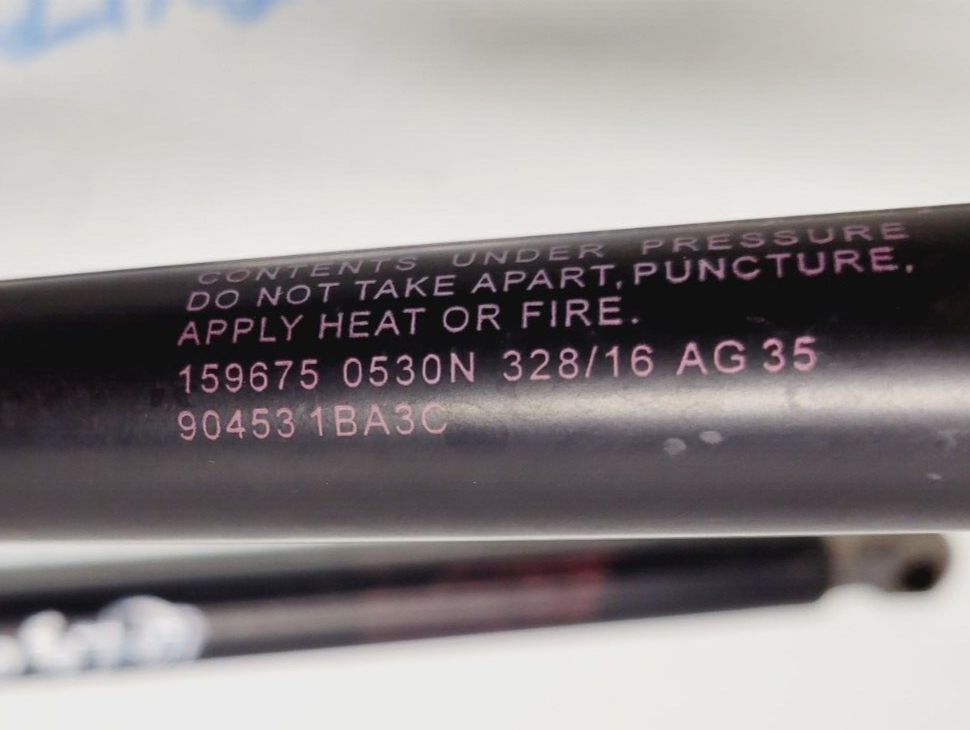 CONTENTS UNDER PRESSURE
DO NOT TAKE APART, PUNCTURE,
APPLY HEAT OR FIRE.
159675 0530N 328/16 AG 35
90453 1BA3C